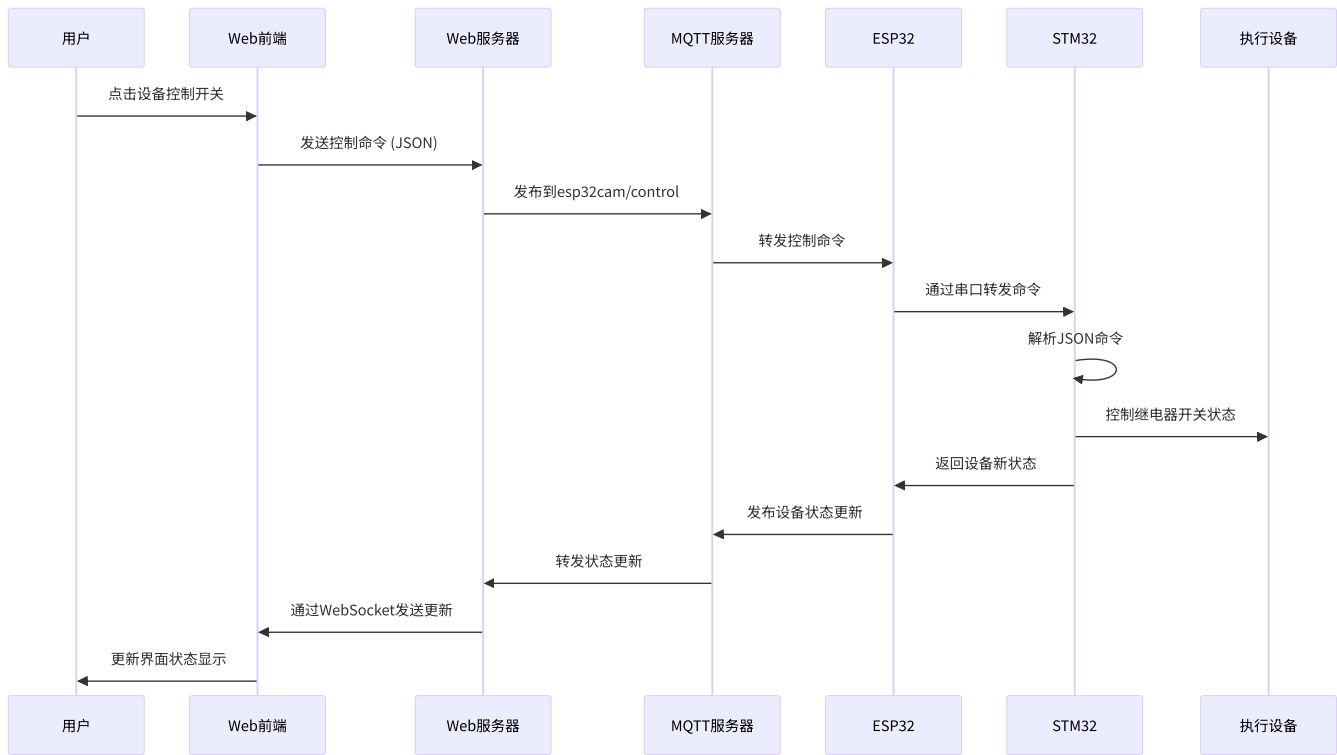 用户
Web前端
Web服务器
MQTT服务器
ESP32
STM32
执行设备
点击设备控制开关
发送控制命令 (JSON)
发布到esp32cam/control
转发控制命令
通过串口转发命令
解析JSON命令
控制继电器开关状态
返回设备新状态
发布设备状态更新
转发状态更新
通过WebSocket发送更新
更新界面状态显示
用户
Web前端
Web服务器
MQTT服务器
ESP32
STM32
执行设备